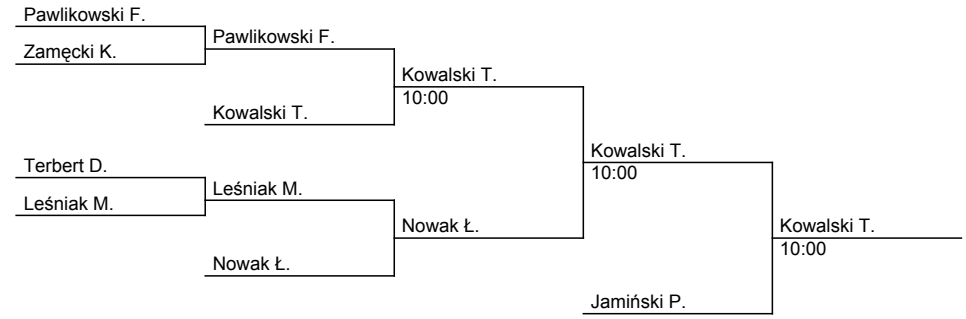 Pawlikowski F.
Zamęcki K.
Pawlikowski F.
Kowalski T.
Kowalski T.
10:00
Terbert D.
Leśniak M.
Leśniak M.
Nowak Ł.
Nowak Ł.
Kowalski T.
10:00
Jamiński P.
Kowalski T.
10:00